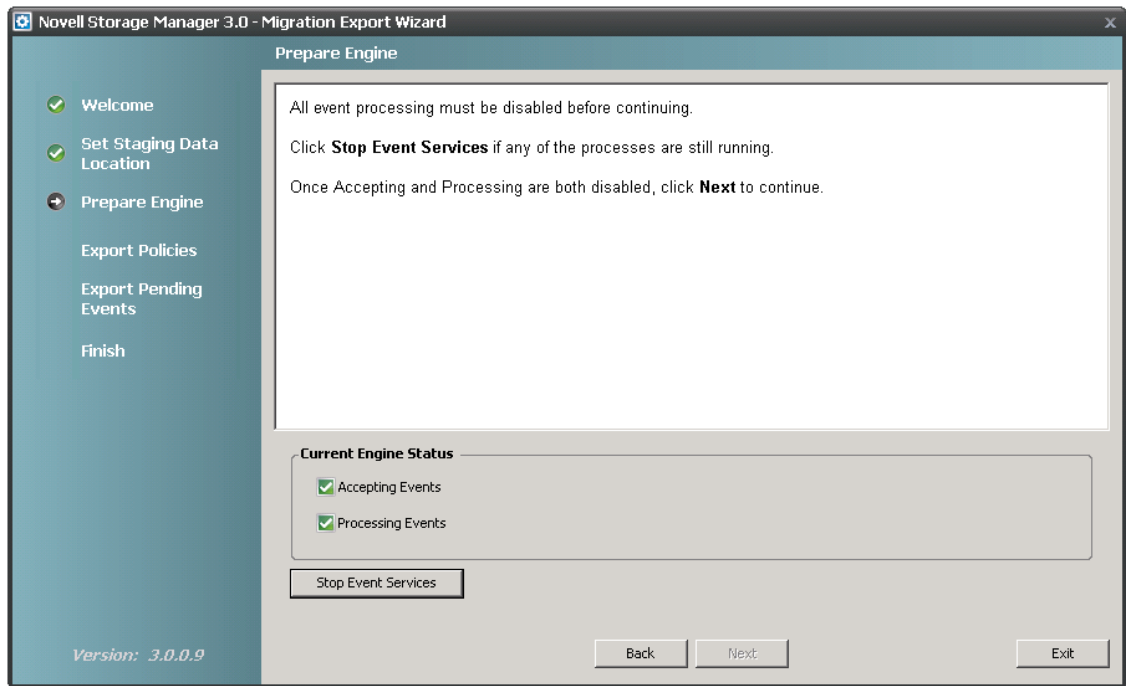 Novell Storage Manager 3.0 - Migration Export Wizard
x
Prepare Engine
Welcome
Set Staging Data
Location
Prepare Engine
Export Policies
Export Pending
Events
Finish
Version: 3.0.0.9
All event processing must be disabled before continuing.
Click Stop Event Services if any of the processes are still running.
Once Accepting and Processing are both disabled, click Next to continue.
Current Engine Status
Accepting Events
Processing Events
Stop Event Services
Back
Next
Exit